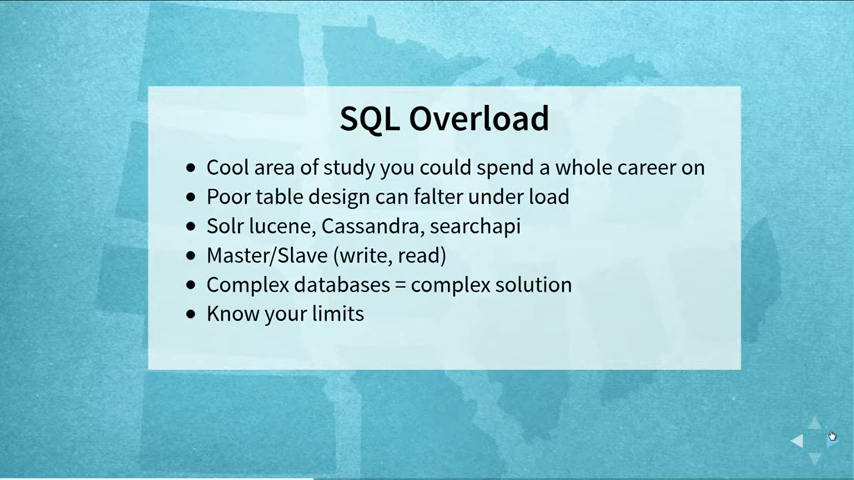 SQL Overload
Cool area of study you could spend a whole career on
Poor table design can falter under load
Solr lucene, Cassandra, searchapi
Master/Slave (write, read)
Complex databases = complex solution
Know your limits